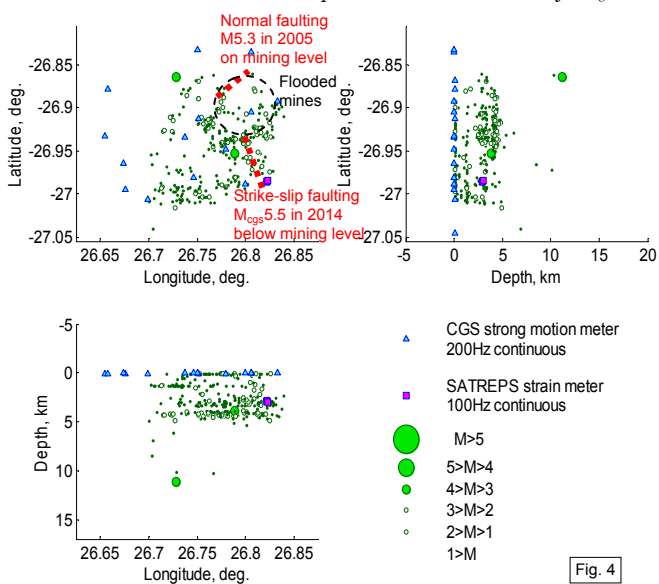 Normal faulting
M5.3 in 2005
on mining level
Flooded
mines
-26.85
-26.9
-26.95
-27
-27.05
Latitude, deg.
Strike-slip faulting
Mcgs5.5 in 2014
below mining level
26.65 26.7 26.75 26.8 26.85
Longitude, deg.
-26.85
-26.9
-26.95
-27
-27.05
Latitude, deg.
-5 0 5 10 15 20
Depth, km
-5
0
5
10
15
Depth, km
26.65 26.7 26.75 26.8 26.85
Longitude, deg.
CGS strong motion meter
200Hz continuous
SATREPS strain meter
100Hz continuous
M>5
5>M>4
4>M>3
3>M>2
2>M>1
1>M
Fig. 4